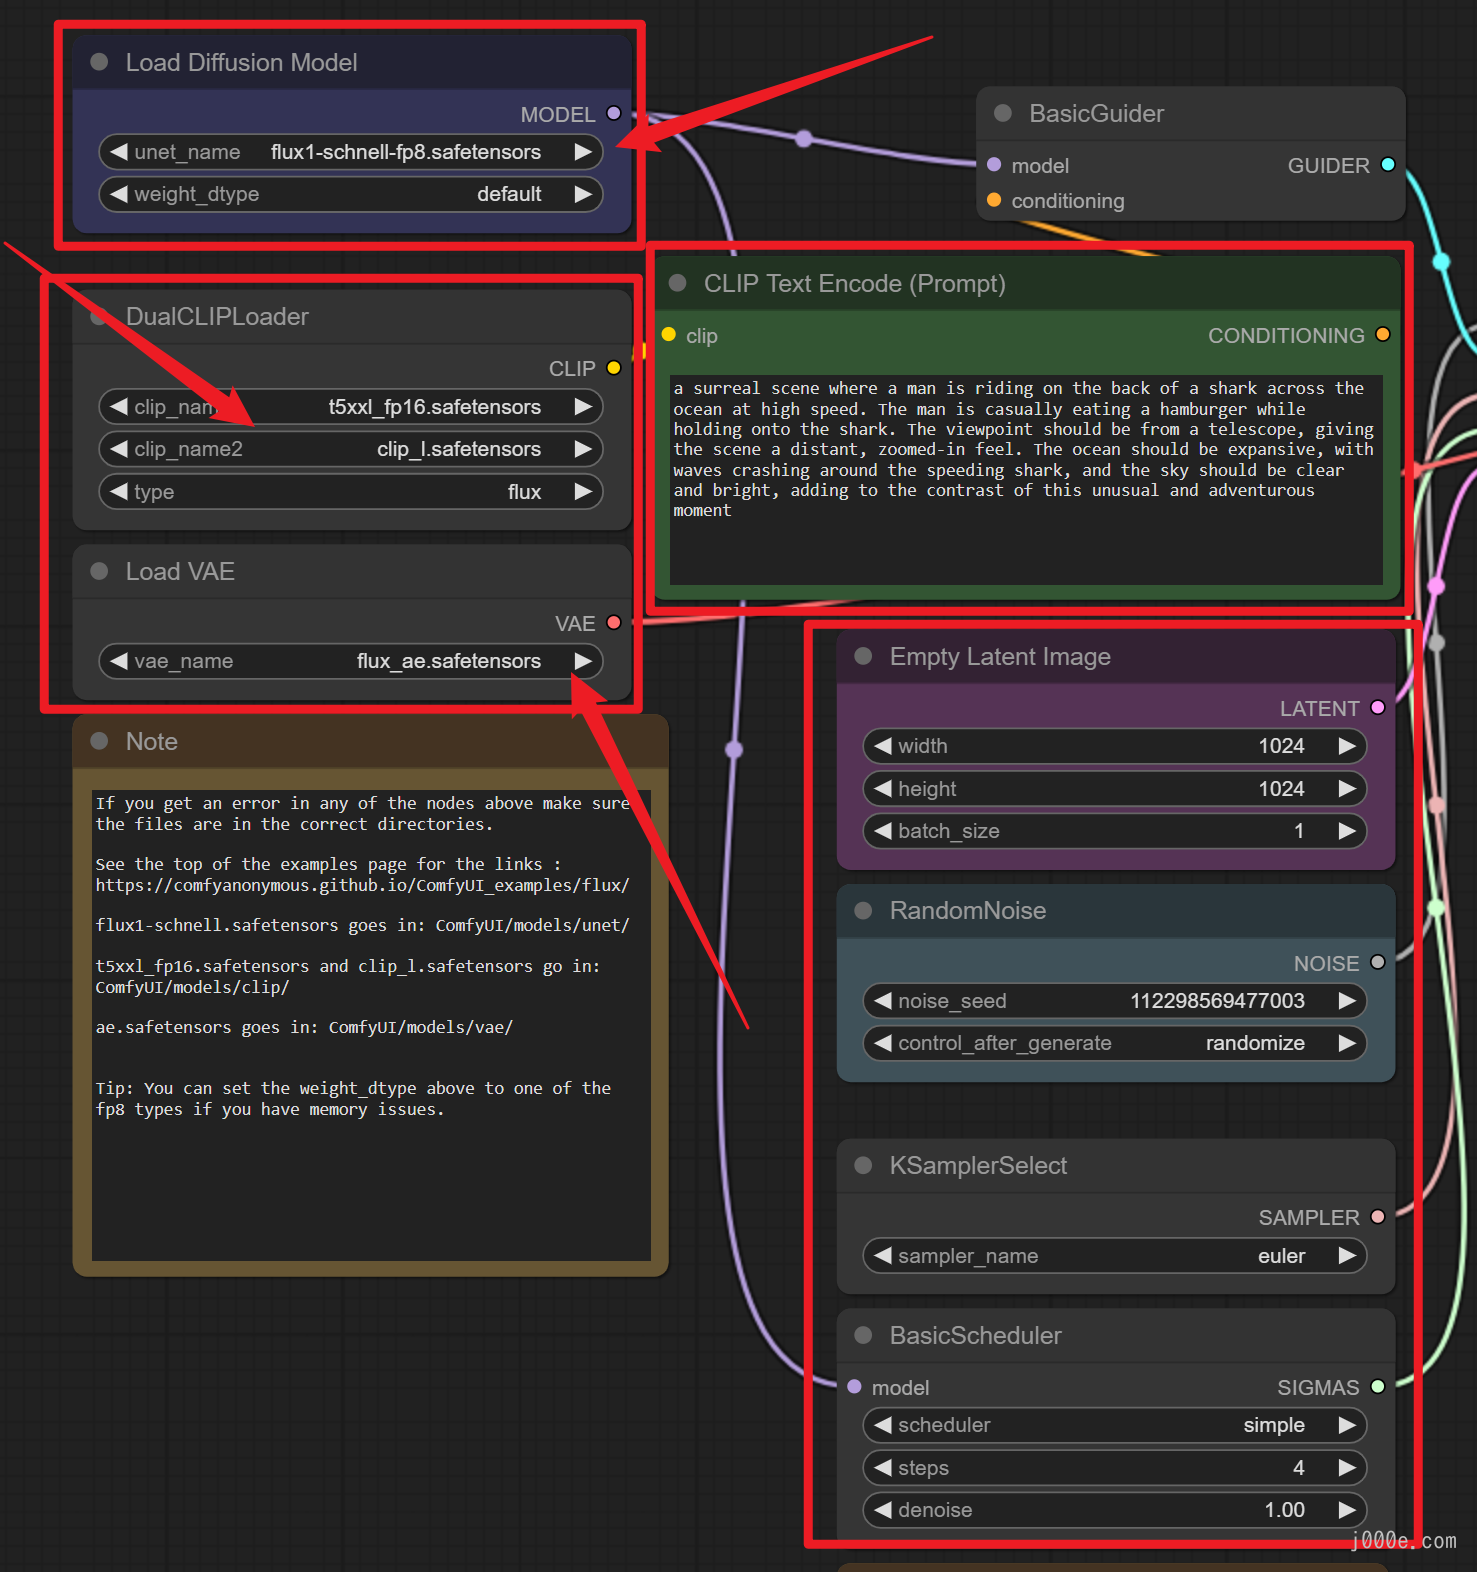 Load Diffusion Model
MODEL
unet_name flux1-schnell-fp8.safetensors
weight_dtype default
BasicGuider
model GUIDER
conditioning
DualCLIPLoader
CLIP
clip_nam t5xxl_fp16.safetensors
clip_name2 clip_l.safetensors
type flux
CLIP Text Encode (Prompt)
clip CONDITIONING
a surreal scene where a man is riding on the back of a shark across the
ocean at high speed. The man is casually eating a hamburger while
holding onto the shark. The viewpoint should be from a telescope, giving
the scene a distant, zoomed-in feel. The ocean should be expansive, with
waves crashing around the speeding shark, and the sky should be clear
and bright, adding to the contrast of this unusual and adventurous
moment
Load VAE
VAE
vae_name flux_ae.safetensors
Note
If you get an error in any of the nodes above make sure
the files are in the correct directories.
See the top of the examples page for the links :
https://comfyanonymous.github.io/ComfyUI_examples/flux/
flux1-schnell.safetensors goes in: ComfyUI/models/unet/
t5xxl_fp16.safetensors and clip_l.safetensors go in:
ComfyUI/models/clip/
ae.safetensors goes in: ComfyUI/models/vae/
Tip: You can set the weight_dtype above to one of the
fp8 types if you have memory issues.
Empty Latent Image
LATENT
width 1024
height 1024
batch_size 1
RandomNoise
NOISE
noise_seed 112298569477003
control_after_generate randomize
KSamplerSelect
SAMPLER
sampler_name euler
BasicScheduler
model SIGMAS
scheduler simple
steps 4
denoise 1.00
j000e.com